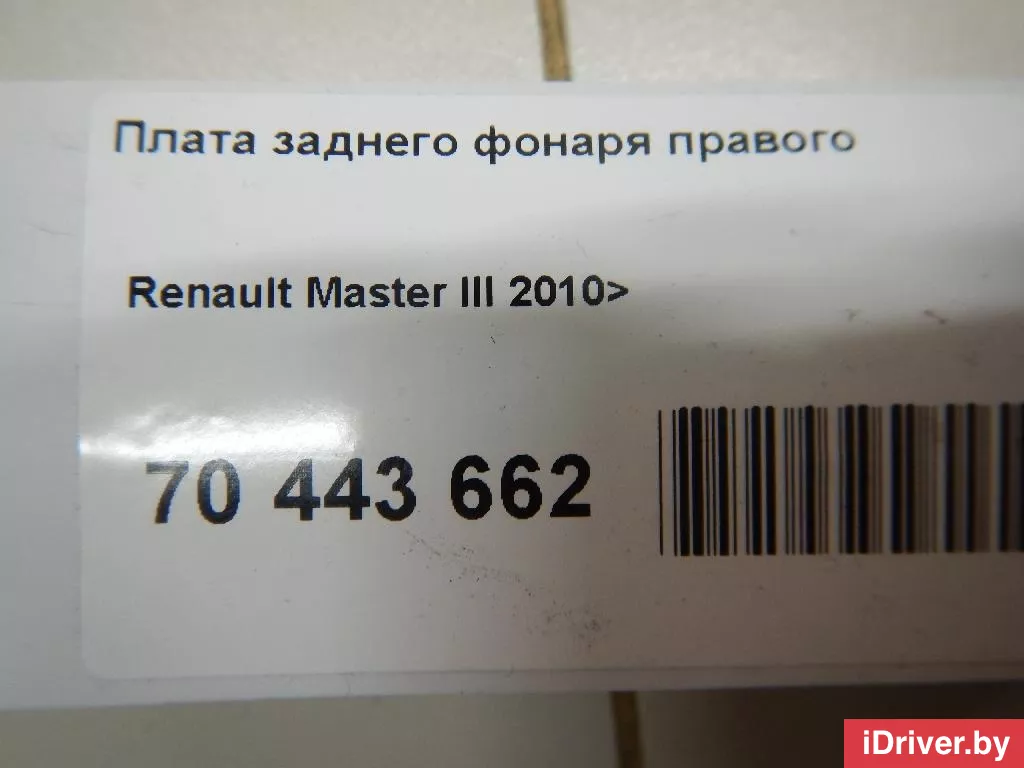 Плата заднего фонаря правого
Renault Master III 2010>
70 443 662
iDriver.by